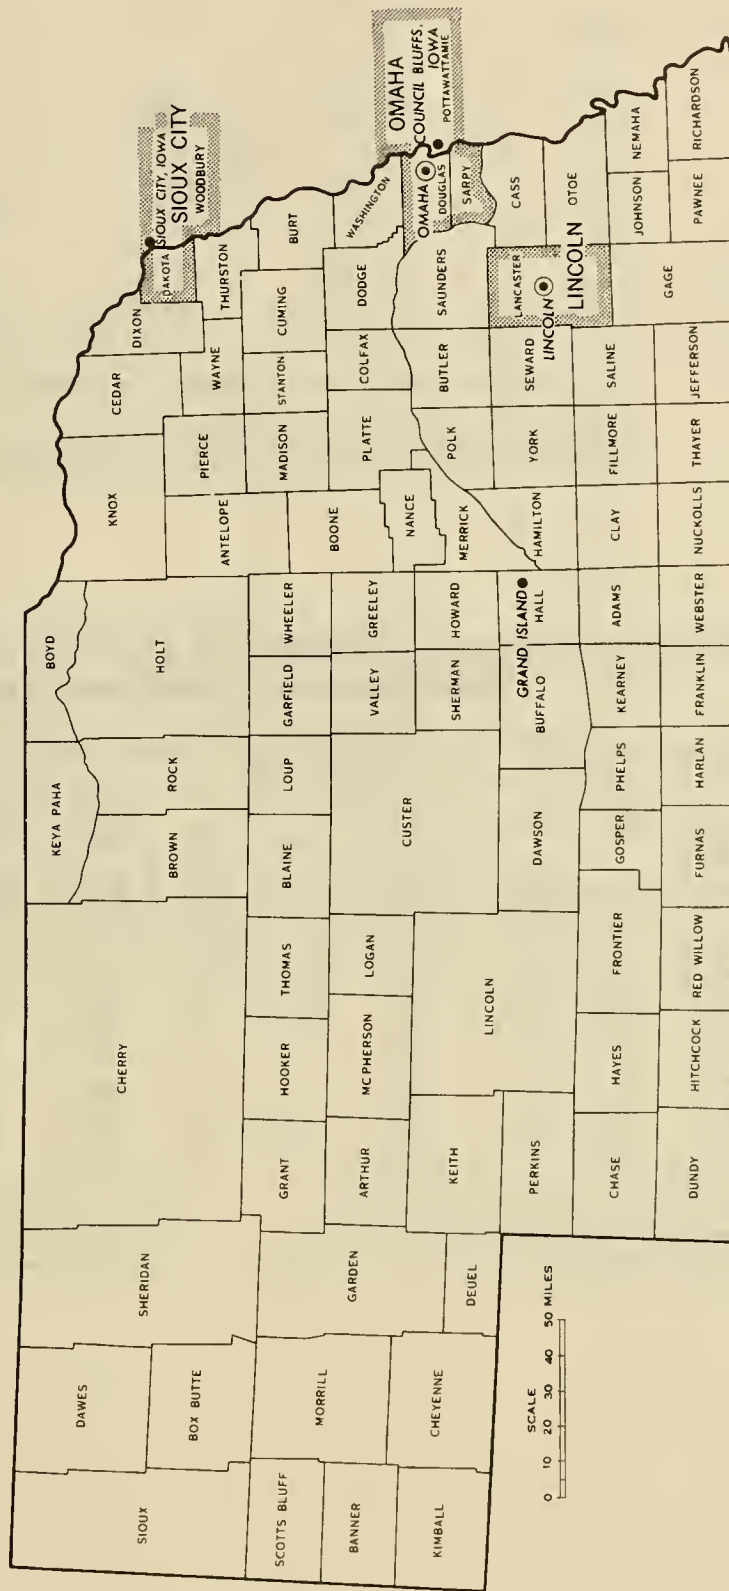 SIOUX
DAWES
BOX BUTTE
SHERIDAN
CHERRY
KEYA PAHA
BOYD
BROWN
ROCK
HOLT
KNOX
CEDAR
DIXON
DAKOTA
SIOUX CITY, IOWA
SIOUX CITY
WOODBURY
ANTELOPE
PIERCE
WAYNE
THURSTON
SCOTTS BLUFF
BANNER
KIMBALL
MORRILL
CHEYENNE
GARDEN
DEUEL
GRANT
HOOKER
THOMAS
BLAINE
LOUP
GARFIELD
WHEELER
BOONE
MADISON
STANTON
CUMING
BURT
ARTHUR
MC PHERSON
LOGAN
CUSTER
VALLEY
GREELEY
NANCE
PLATTE
COLFAX
DODGE
WASHINGTON
KEITH
LINCOLN
SHERMAN
HOWARD
MERRICK
POLK
BUTLER
SAUNDERS
OMAHA
DOUGLAS
SARPY
OMAHA
COUNCIL BLUFFS,
IOWA
POTTAWATTAMIE
PERKINS
DAWSON
BUFFALO
GRAND ISLAND
HALL
HAMILTON
YORK
SEWARD
LANCASTER
LINCOLN
LINCOLN
CASS
OTOE
CHASE
HAYES
FRONTIER
GOSPER
PHELPS
KEARNEY
ADAMS
CLAY
FILLMORE
SALINE
GAGE
JOHNSON
NEMAHA
DUNDY
HITCHCOCK
RED WILLOW
FURNAS
HARLAN
FRANKLIN
WEBSTER
NUCKOLLS
THAYER
JEFFERSON
PAWNEE
RICHARDSON
SCALE
0 10 20 30 40 50 MILES